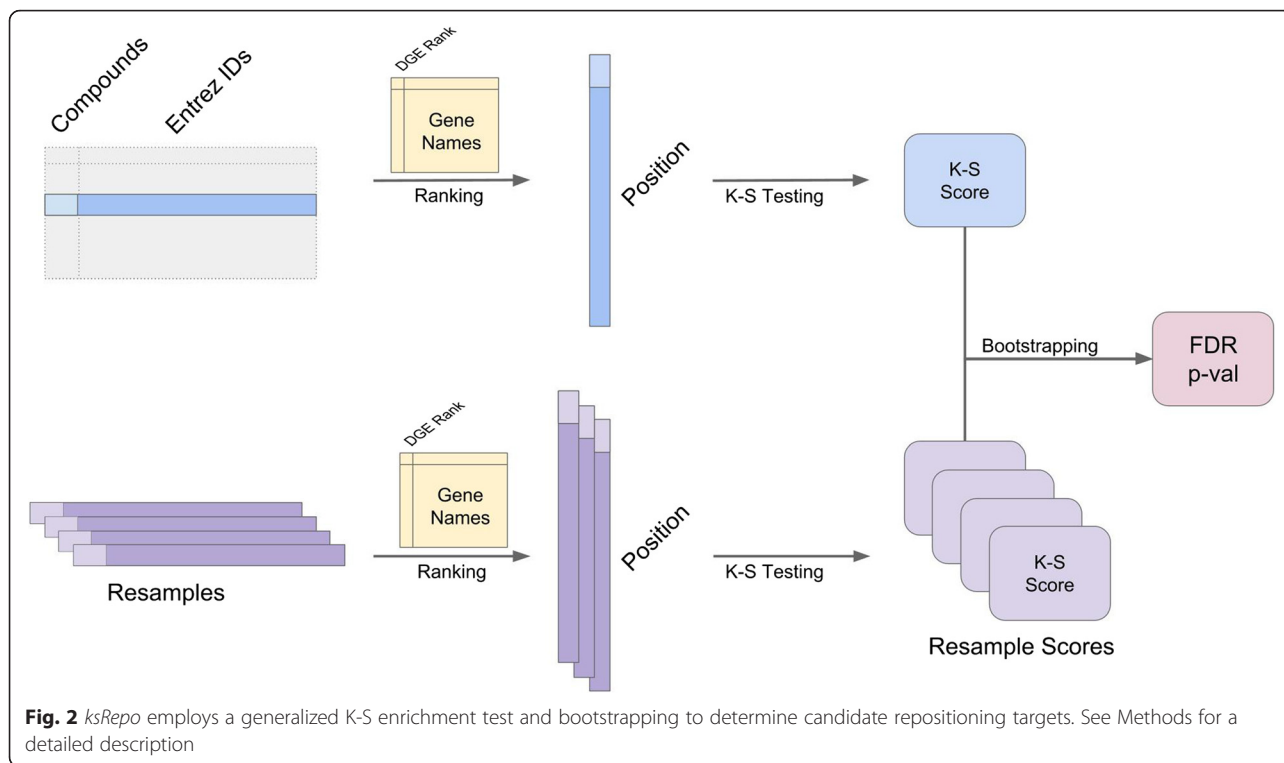 Compounds
Entrez IDs
DGE Rank
Gene
Names
Ranking
Position
K-S Testing
K-S
Score
Bootstrapping
FDR
p-val
Resamples
DGE Rank
Gene
Names
Ranking
Position
K-S Testing
K-S
Score
Resample Scores
Fig. 2 ksRepo employs a generalized K-S enrichment test and bootstrapping to determine candidate repositioning targets. See Methods for a
detailed description